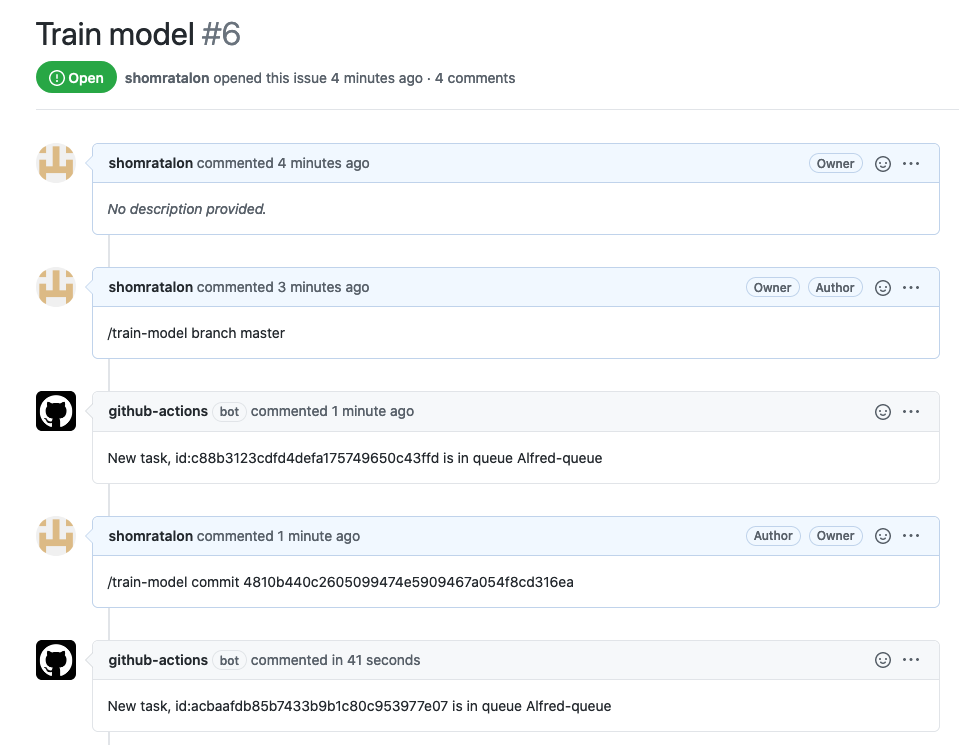 Train model #6
Open shomratalon opened this issue 4 minutes ago · 4 comments
shomratalon commented 4 minutes ago Owner
No description provided.
shomratalon commented 3 minutes ago Owner Author
/train-model branch master
github-actions bot commented 1 minute ago
New task, id:c88b3123cdfd4defa175749650c43ffd is in queue Alfred-queue
shomratalon commented 1 minute ago Author Owner
/train-model commit 4810b440c2605099474e5909467a054f8cd316ea
github-actions bot commented in 41 seconds
New task, id:acbaafdb85b7433b9b1c80c953977e07 is in queue Alfred-queue